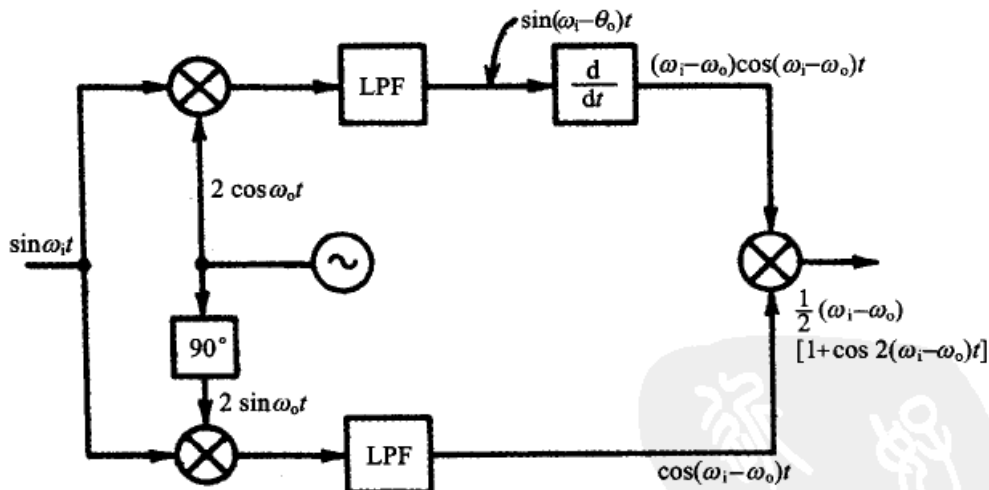 sin(ωᵢ−θₒ)t
LPF
d
dt
(ωᵢ−ωₒ)cos(ωᵢ−ωₒ)t
2 cosωₒt
sinωᵢt
~
90°
1
2
(ωᵢ−ωₒ)
[1+cos 2(ωᵢ−ωₒ)t]
2 sinωₒt
LPF
cos(ωᵢ−ωₒ)t